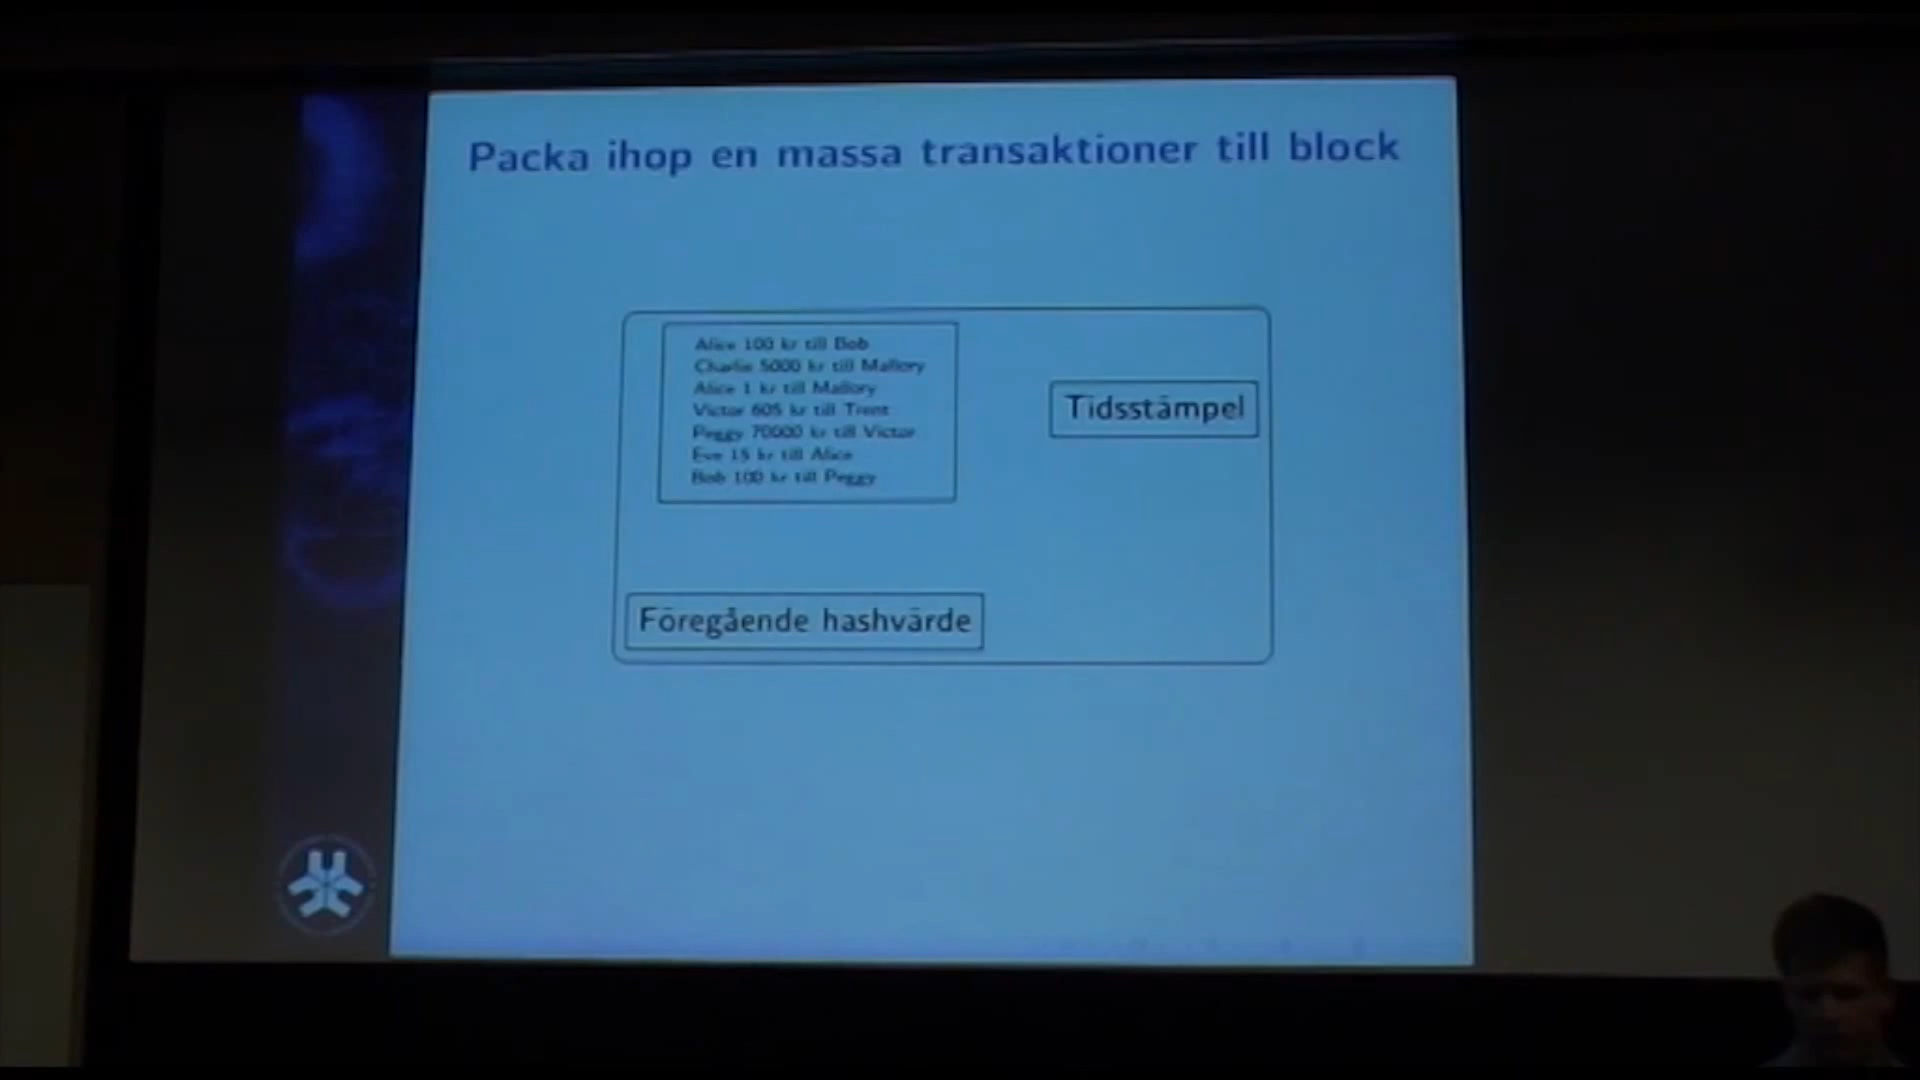 Packa ihop en massa transaktioner till block
Alice 100 kr till Bob
Charlie 5000 kr till Mallory
Alice 1 kr till Mallory
Victor 605 kr till Trent
Peggy 70000 kr till Victor
Eve 15 kr till Alice
Bob 100 kr till Peggy
Tidsstämpel
Föregående hashvärde